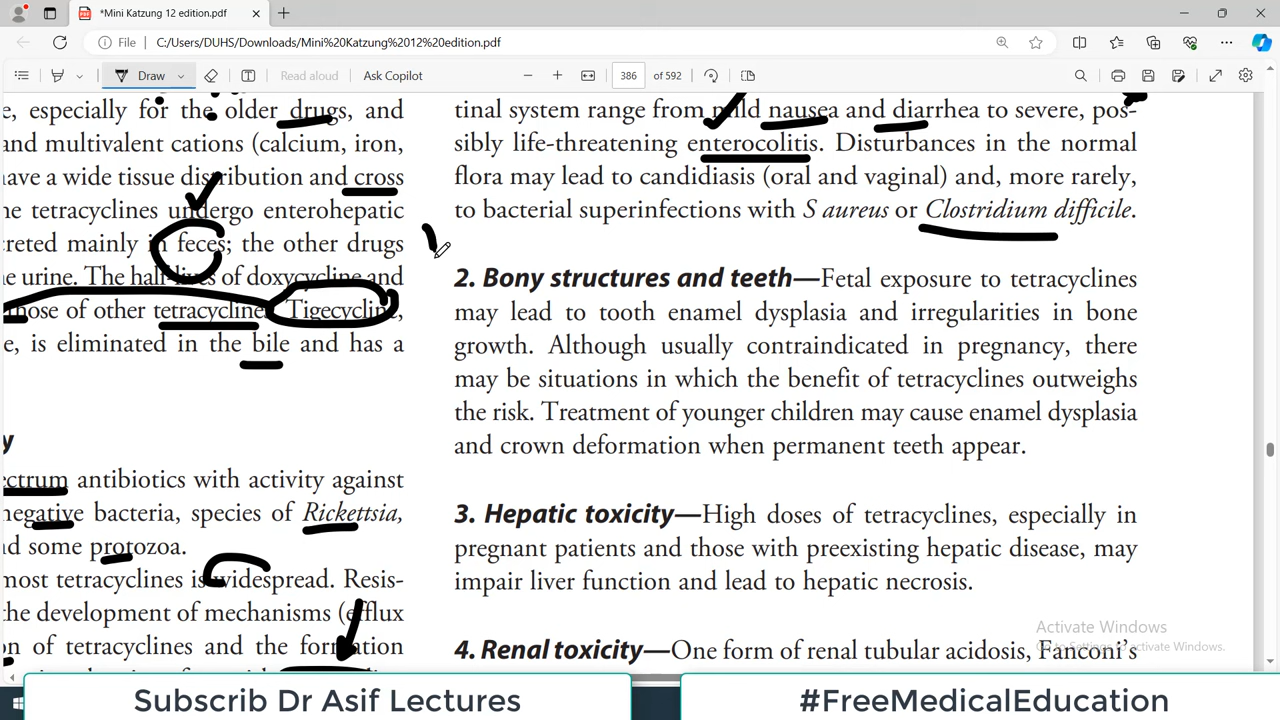 *Mini Katzung 12 edition.pdf
File C:/Users/DUHS/Downloads/Mini%20Katzung%2012%20edition.pdf
Draw Read aloud Ask Copilot 386 of 592
e, especially for the older drugs, and
and multivalent cations (calcium, iron,
have a wide tissue distribution and cross
he tetracyclines undergo enterohepatic
creted mainly in feces; the other drugs
he urine. The half-lives of doxycycline and
those of other tetracyclines. Tigecycline,
e, is eliminated in the bile and has a
y
ectrum antibiotics with activity against
negative bacteria, species of Rickettsia,
nd some protozoa.
most tetracyclines is widespread. Resis-
the development of mechanisms (efflux
on of tetracyclines and the formation
tinal system range from mild nausea and diarrhea to severe, pos-
sibly life-threatening enterocolitis. Disturbances in the normal
flora may lead to candidiasis (oral and vaginal) and, more rarely,
to bacterial superinfections with S aureus or Clostridium difficile.
2. Bony structures and teeth—Fetal exposure to tetracyclines
may lead to tooth enamel dysplasia and irregularities in bone
growth. Although usually contraindicated in pregnancy, there
may be situations in which the benefit of tetracyclines outweighs
the risk. Treatment of younger children may cause enamel dysplasia
and crown deformation when permanent teeth appear.
3. Hepatic toxicity—High doses of tetracyclines, especially in
pregnant patients and those with preexisting hepatic disease, may
impair liver function and lead to hepatic necrosis.
4. Renal toxicity—One form of renal tubular acidosis, Fanconi's
Activate Windows
Go to Settings to activate Windows.
Subscrib Dr Asif Lectures
#FreeMedicalEducation